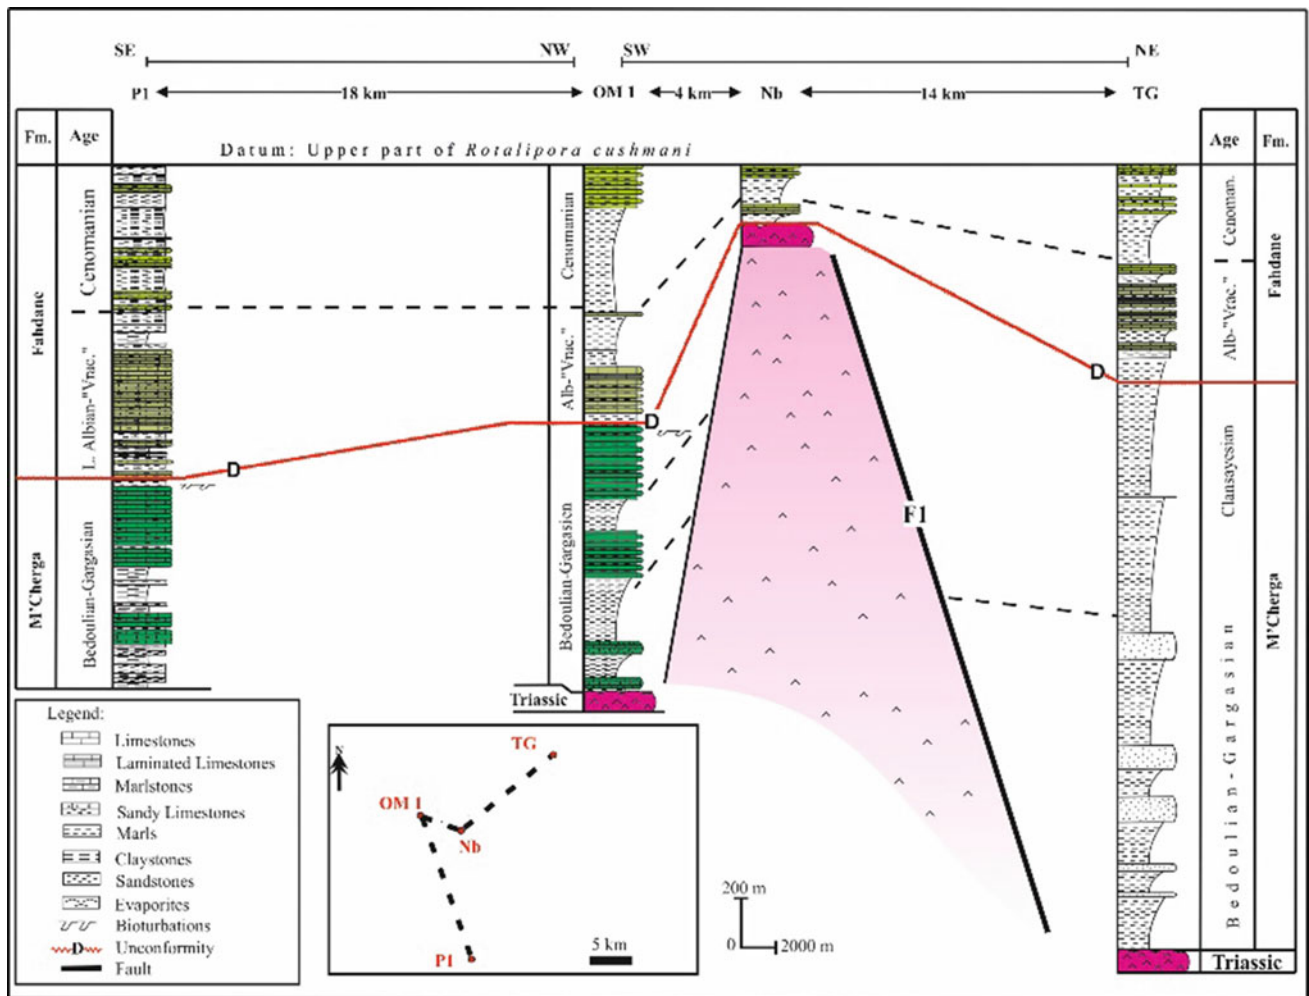 SE NW SW NE
P1 18 km OM 1 4 km Nb 14 km TG
Fm. Age Age Fm.
Datum: Upper part of Rotalipora cushmani
Fahdane
M'Cherga
Cenomanian
L. Albian-"Vrac."
Bedoulian-Gargasian
Cenomanian
Alb-"Vrac."
Bedoulian-Gargasien
Triassic
D
D
D
F1
Cenoman.
Alb-"Vrac."
Clansayesian
Bedoulian-Gargasian
Fahdane
M'Cherga
Triassic
Legend:
Limestones
Laminated Limestones
Marlstones
Sandy Limestones
Marls
Claystones
Sandstones
Evaporites
Bioturbations
D Unconformity
Fault
N
TG
OM 1
Nb
P1
5 km
200 m
0 2000 m